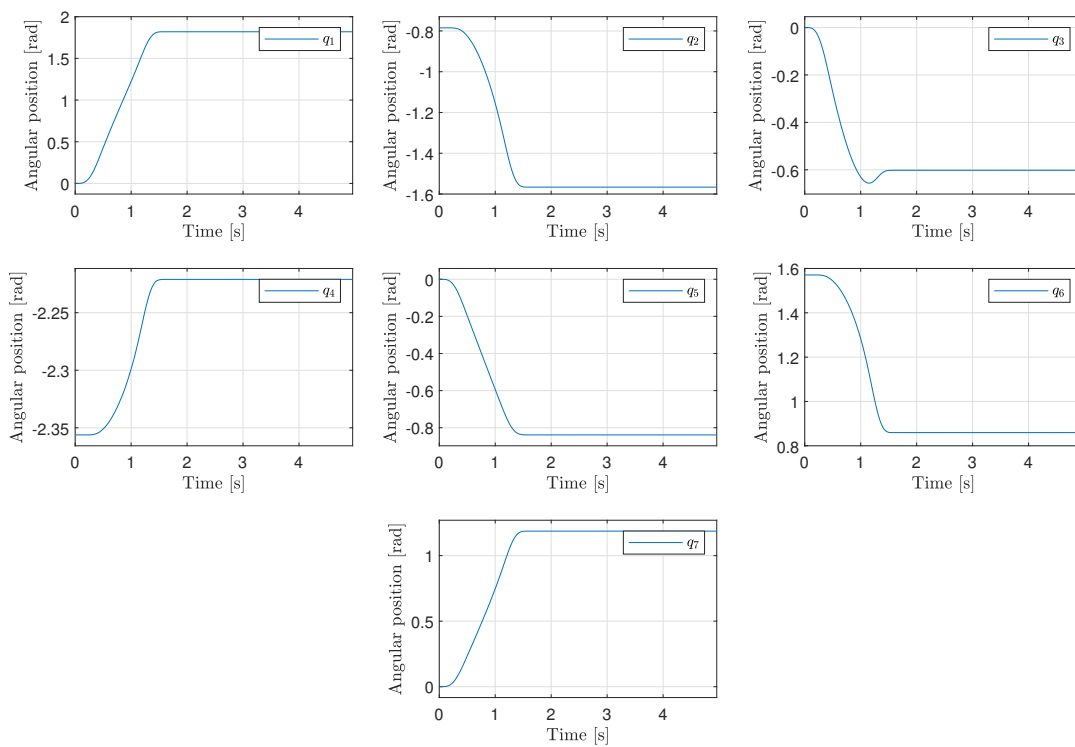 Angular position [rad]
2
1.5
1
0.5
0
q1
0 1 2 3 4
Time [s]
Angular position [rad]
-0.8
-1
-1.2
-1.4
-1.6
q2
0 1 2 3 4
Time [s]
Angular position [rad]
0
-0.2
-0.4
-0.6
q3
0 1 2 3 4
Time [s]
Angular position [rad]
-2.25
-2.3
-2.35
q4
0 1 2 3 4
Time [s]
Angular position [rad]
0
-0.2
-0.4
-0.6
-0.8
q5
0 1 2 3 4
Time [s]
Angular position [rad]
1.6
1.4
1.2
1
0.8
q6
0 1 2 3 4
Time [s]
Angular position [rad]
1
0.5
0
q7
0 1 2 3 4
Time [s]